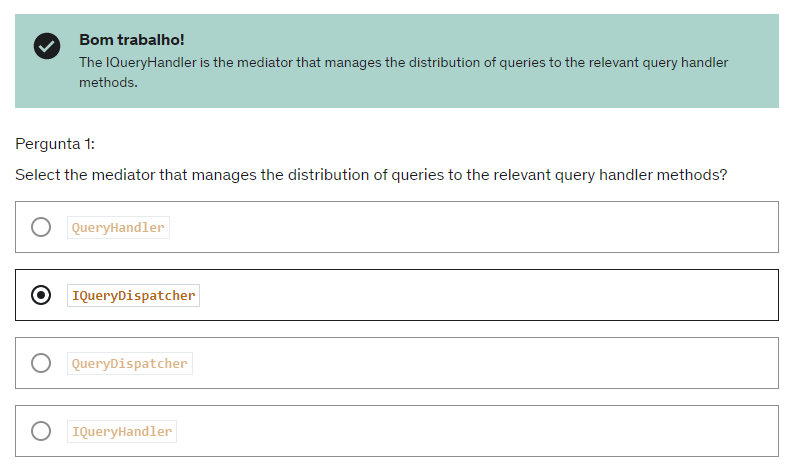 Bom trabalho!
The IQueryHandler is the mediator that manages the distribution of queries to the relevant query handler
methods.
Pergunta 1:
Select the mediator that manages the distribution of queries to the relevant query handler methods?
QueryHandler
IQueryDispatcher
QueryDispatcher
IQueryHandler